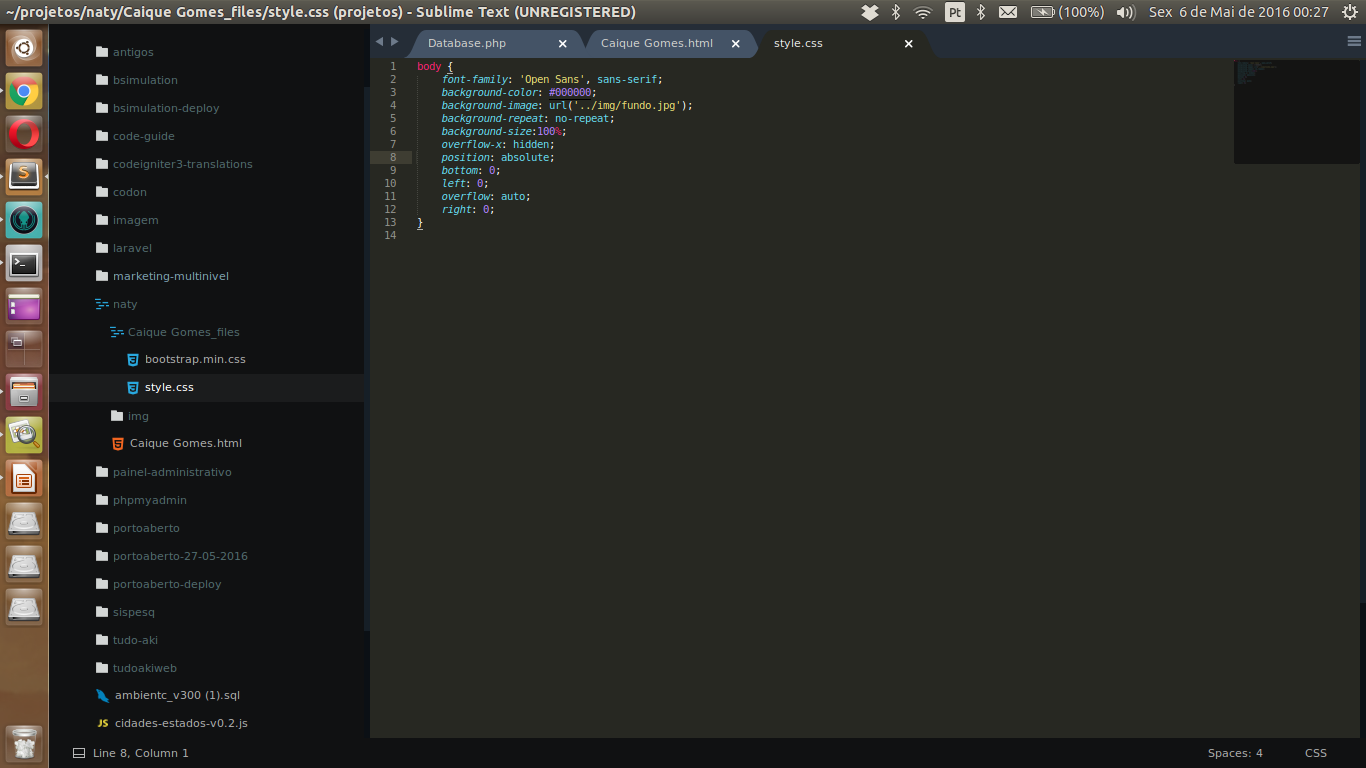 ~/projetos/naty/Caique Gomes_files/style.css (projetos) - Sublime Text (UNREGISTERED)
Pt
(100%)
Sex 6 de Mai de 2016 00:27
antigos
bsimulation
bsimulation-deploy
code-guide
codeigniter3-translations
codon
imagem
laravel
marketing-multinivel
naty
Caique Gomes_files
bootstrap.min.css
style.css
img
Caique Gomes.html
painel-administrativo
phpmyadmin
portoaberto
portoaberto-27-05-2016
portoaberto-deploy
sispesq
tudo-aki
tudoakiweb
ambientc_v300 (1).sql
JS cidades-estados-v0.2.js
Database.php
Caique Gomes.html
style.css
1 body {
2 font-family: 'Open Sans', sans-serif;
3 background-color: #000000;
4 background-image: url('../img/fundo.jpg');
5 background-repeat: no-repeat;
6 background-size:100%;
7 overflow-x: hidden;
8 position: absolute;
9 bottom: 0;
10 left: 0;
11 overflow: auto;
12 right: 0;
13 }
14
Line 8, Column 1
Spaces: 4
CSS